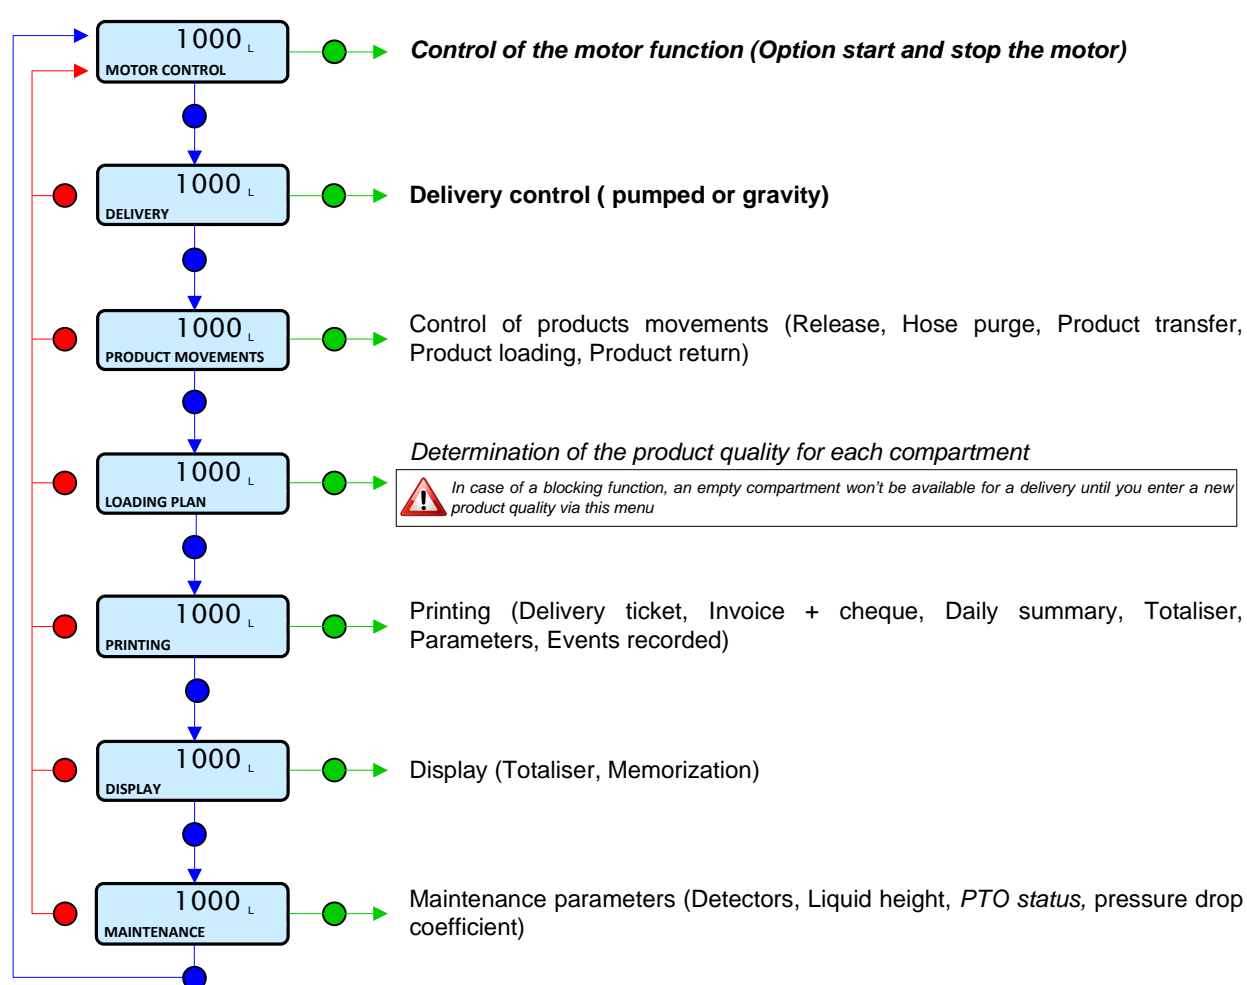 1000 L
MOTOR CONTROL
Control of the motor function (Option start and stop the motor)
1000 L
DELIVERY
Delivery control ( pumped or gravity)
1000 L
PRODUCT MOVEMENTS
Control of products movements (Release, Hose purge, Product transfer,
Product loading, Product return)
1000 L
LOADING PLAN
Determination of the product quality for each compartment
In case of a blocking function, an empty compartment won't be available for a delivery until you enter a new
product quality via this menu
1000 L
PRINTING
Printing (Delivery ticket, Invoice + cheque, Daily summary, Totaliser,
Parameters, Events recorded)
1000 L
DISPLAY
Display (Totaliser, Memorization)
1000 L
MAINTENANCE
Maintenance parameters (Detectors, Liquid height, PTO status, pressure drop
coefficient)